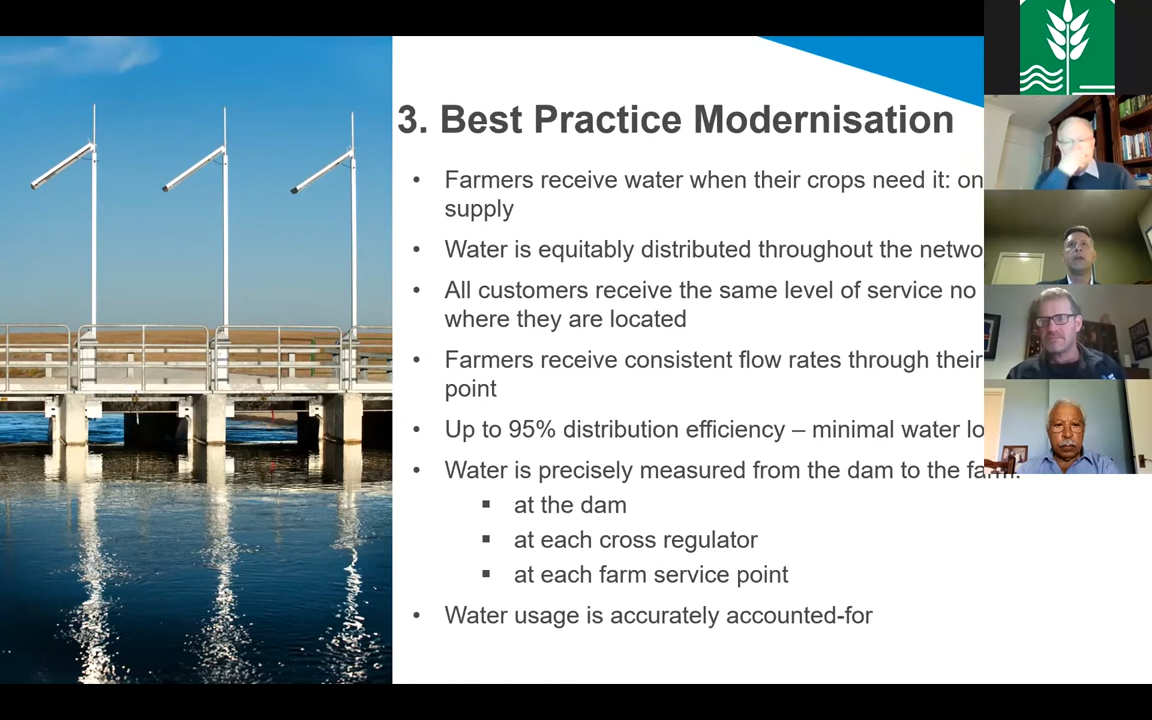 3. Best Practice Modernisation
• Farmers receive water when their crops need it: on
supply
• Water is equitably distributed throughout the netwo
• All customers receive the same level of service no
where they are located
• Farmers receive consistent flow rates through their
point
• Up to 95% distribution efficiency – minimal water lo
• Water is precisely measured from the dam to the farm:
▪ at the dam
▪ at each cross regulator
▪ at each farm service point
• Water usage is accurately accounted-for